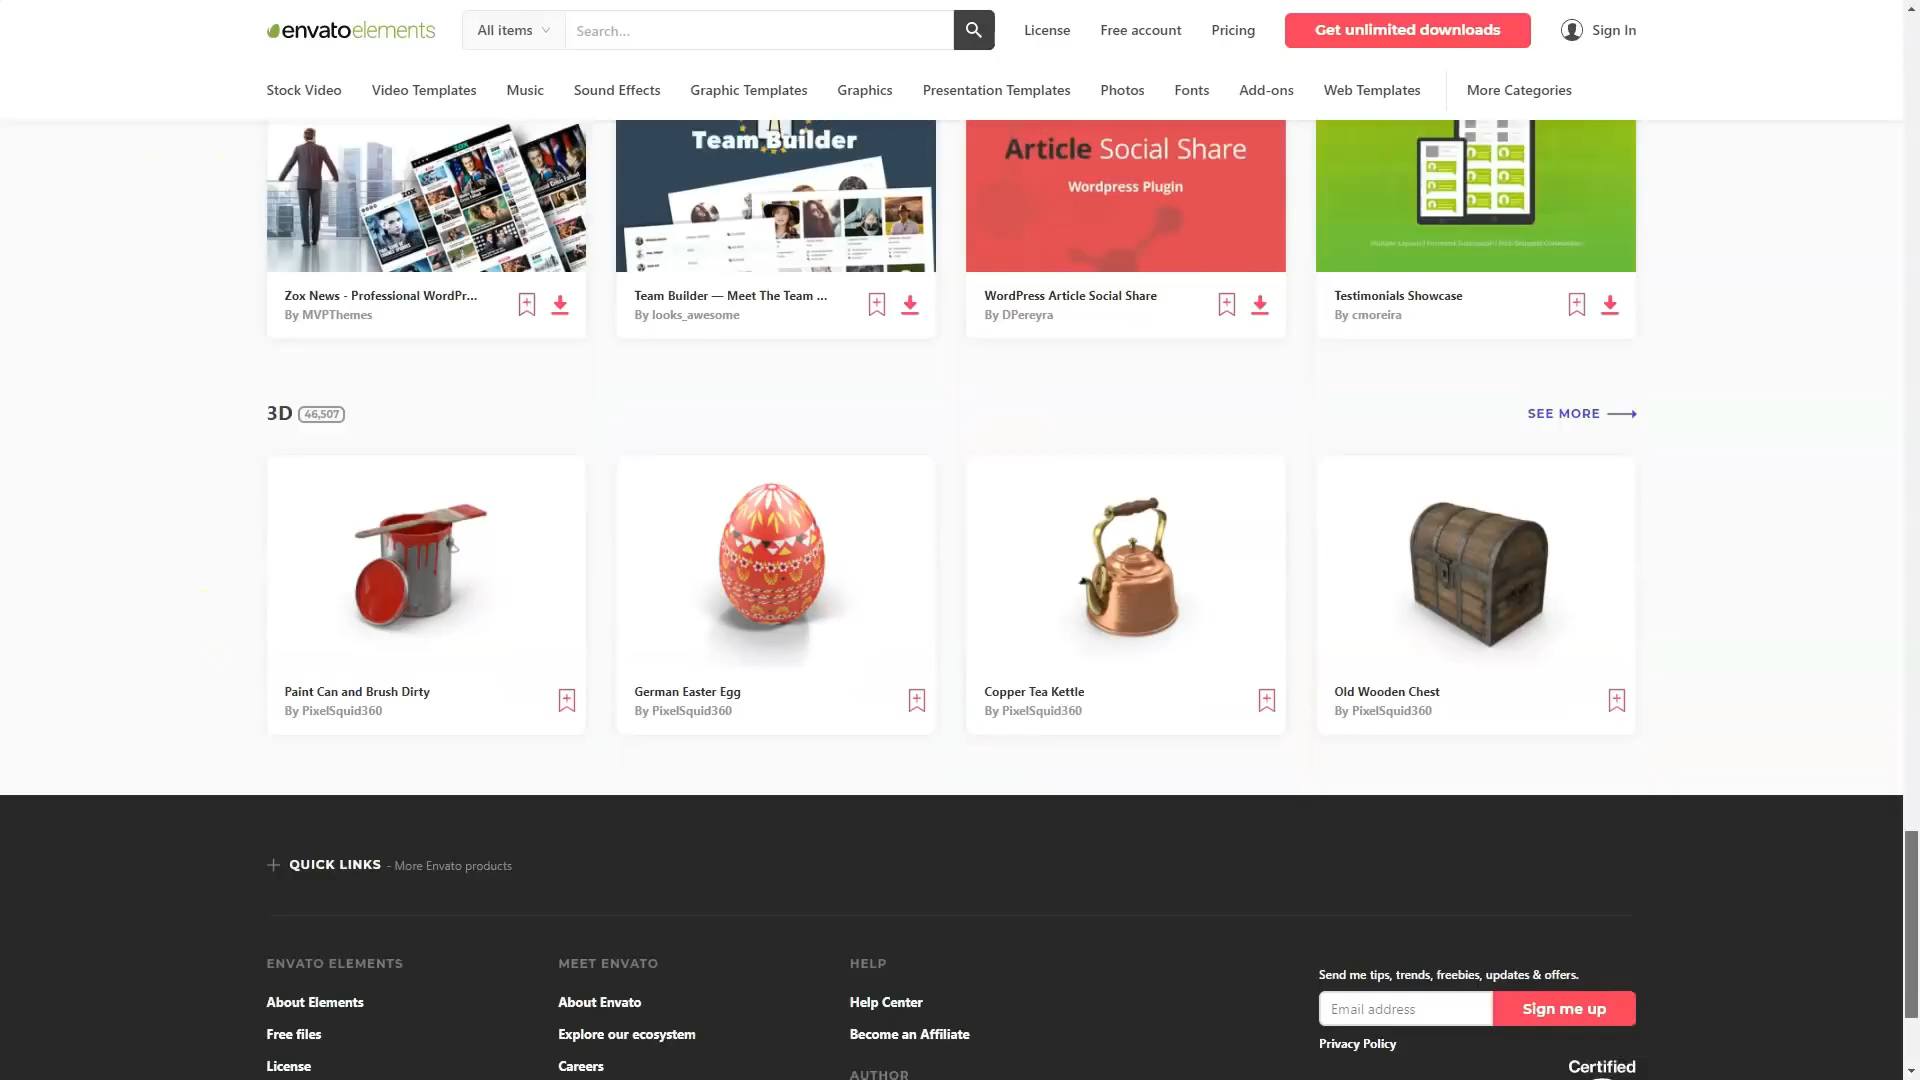 envatoelements
All items
Search...
License
Free account
Pricing
Get unlimited downloads
Sign In
Stock Video
Video Templates
Music
Sound Effects
Graphic Templates
Graphics
Presentation Templates
Photos
Fonts
Add-ons
Web Templates
More Categories
ZOX
ZOX
Team Builder
Article Social Share
Wordpress Plugin
Zox News - Professional WordPr...
By MVPThemes
Team Builder — Meet The Team ...
By looks_awesome
WordPress Article Social Share
By DPereyra
Testimonials Showcase
By cmoreira
3D 46,507
SEE MORE
Paint Can and Brush Dirty
By PixelSquid360
German Easter Egg
By PixelSquid360
Copper Tea Kettle
By PixelSquid360
Old Wooden Chest
By PixelSquid360
QUICK LINKS - More Envato products
ENVATO ELEMENTS
About Elements
Free files
License
MEET ENVATO
About Envato
Explore our ecosystem
Careers
HELP
Help Center
Become an Affiliate
AUTHOR
Send me tips, trends, freebies, updates & offers.
Email address
Sign me up
Privacy Policy
Certified